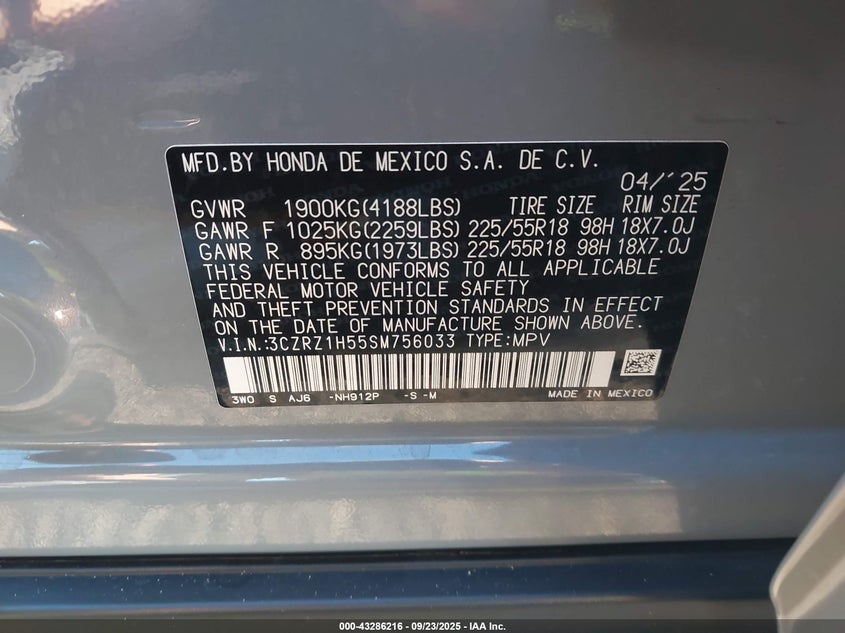 MFD.BY HONDA DE MEXICO S.A. DE C.V.
04/'25
GVWR 1900KG(4188LBS) TIRE SIZE RIM SIZE
GAWR F 1025KG(2259LBS) 225/55R18 98H 18X7.0J
GAWR R 895KG(1973LBS) 225/55R18 98H 18X7.0J
THIS VEHICLE CONFORMS TO ALL APPLICABLE
FEDERAL MOTOR VEHICLE SAFETY
AND THEFT PREVENTION STANDARDS IN EFFECT
ON THE DATE OF MANUFACTURE SHOWN ABOVE.
V.I.N.:3CZRZ1H55SM756033 TYPE:MPV
3W0 S AJ6 -NH912P -S -M MADE IN MEXICO
000-43286216 - 09/23/2025 - IAA Inc.